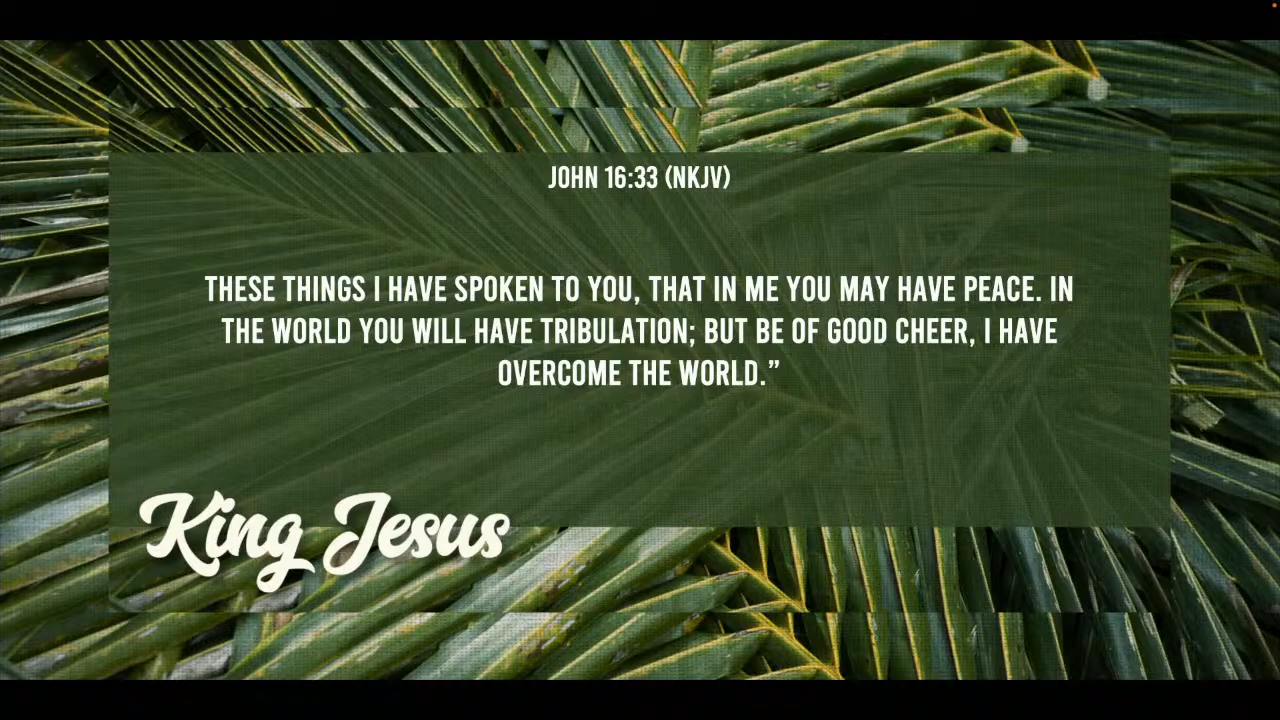 JOHN 16:33 (NKJV)
THESE THINGS I HAVE SPOKEN TO YOU, THAT IN ME YOU MAY HAVE PEACE. IN
THE WORLD YOU WILL HAVE TRIBULATION; BUT BE OF GOOD CHEER, I HAVE
OVERCOME THE WORLD.”
King Jesus